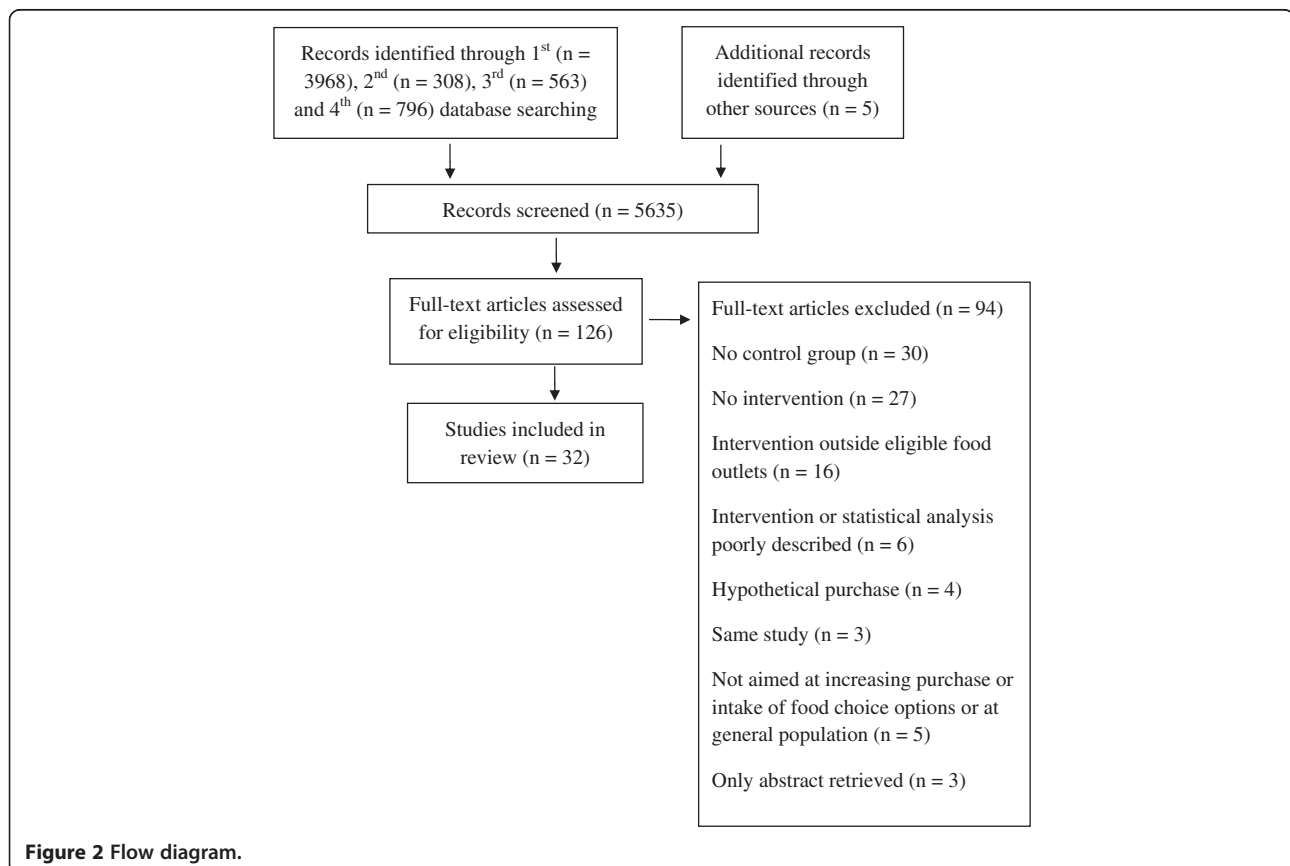 Records identified through 1st (n =
3968), 2nd (n = 308), 3rd (n = 563)
and 4th (n = 796) database searching
Additional records
identified through
other sources (n = 5)
Records screened (n = 5635)
Full-text articles assessed
for eligibility (n = 126)
Studies included in
review (n = 32)
Full-text articles excluded (n = 94)
No control group (n = 30)
No intervention (n = 27)
Intervention outside eligible food
outlets (n = 16)
Intervention or statistical analysis
poorly described (n = 6)
Hypothetical purchase (n = 4)
Same study (n = 3)
Not aimed at increasing purchase or
intake of food choice options or at
general population (n = 5)
Only abstract retrieved (n = 3)
Figure 2 Flow diagram.